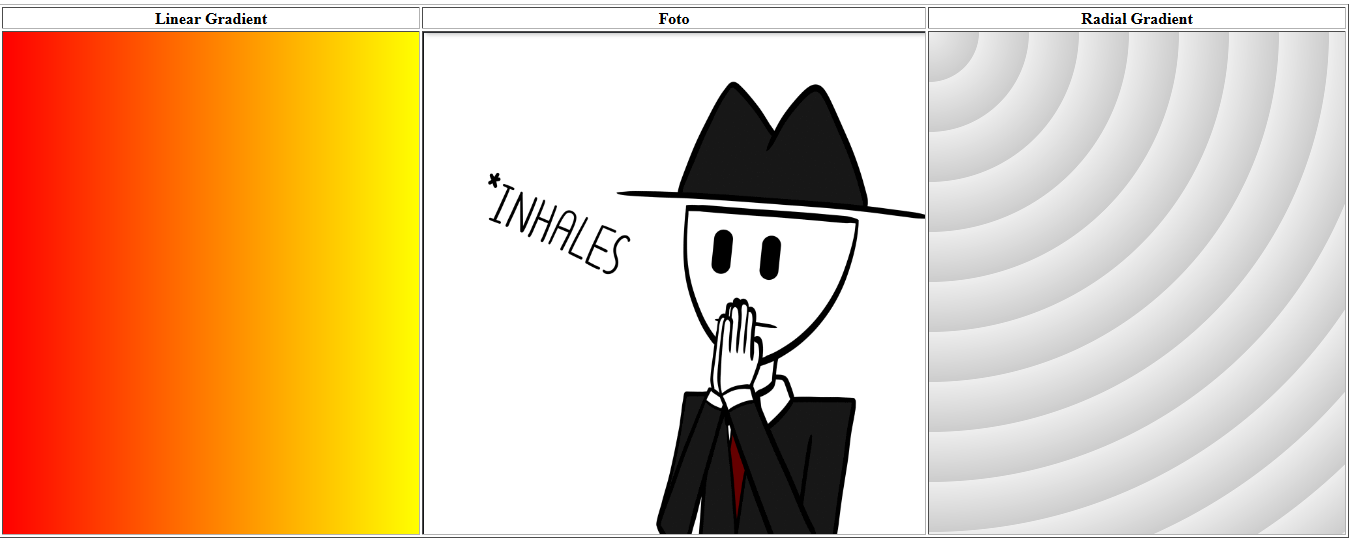 Linear Gradient
Foto
Radial Gradient
*INHALES